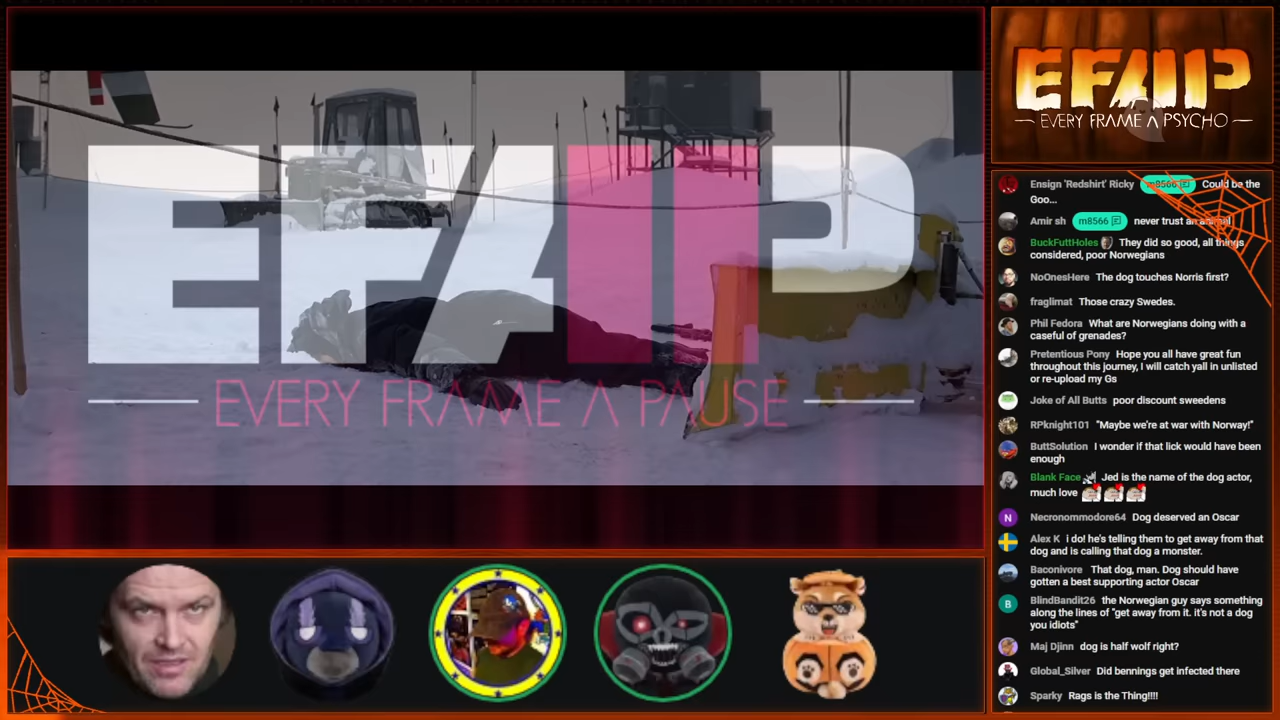 EFAIIP
EVERY FRAME A PAUSE
EFAIIP
EVERY FRAME A PSYCHO
Ensign 'Redshirt' Ricky m8566 Could be the
Goo...
Amir sh m8566 never trust an animal
BuckFuttHoles They did so good, all things
considered, poor Norwegians
NoOnesHere The dog touches Norris first?
fraglimat Those crazy Swedes.
Phil Fedora What are Norwegians doing with a
caseful of grenades?
Pretentious Pony Hope you all have great fun
throughout this journey, I will catch yall in unlisted
or re-upload my Gs
Joke of All Butts poor discount sweedens
RPknight101 "Maybe we're at war with Norway!"
ButtSolution I wonder if that lick would have been
enough
Blank Face Jed is the name of the dog actor,
much love
N
Necronommodore64 Dog deserved an Oscar
Alex K i do! he's telling them to get away from that
dog and is calling that dog a monster.
Baconivore That dog, man. Dog should have
gotten a best supporting actor Oscar
B
BlindBandit26 the Norwegian guy says something
along the lines of "get away from it. it's not a dog
you idiots"
Maj Djinn dog is half wolf right?
Global_Silver Did bennings get infected there
Sparky Rags is the Thing!!!!